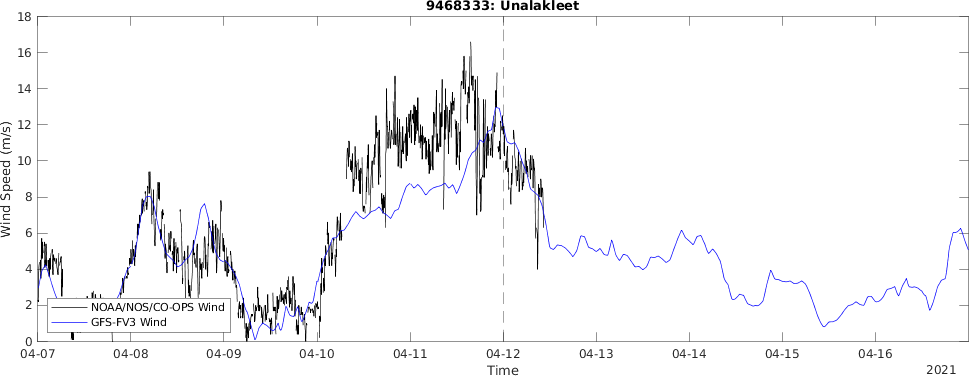 9468333: Unalakleet
18
16
14
12
10
8
6
4
2
0
Wind Speed (m/s)
NOAA/NOS/CO-OPS Wind
GFS-FV3 Wind
04-07 04-08 04-09 04-10 04-11 04-12 04-13 04-14 04-15 04-16
Time
2021